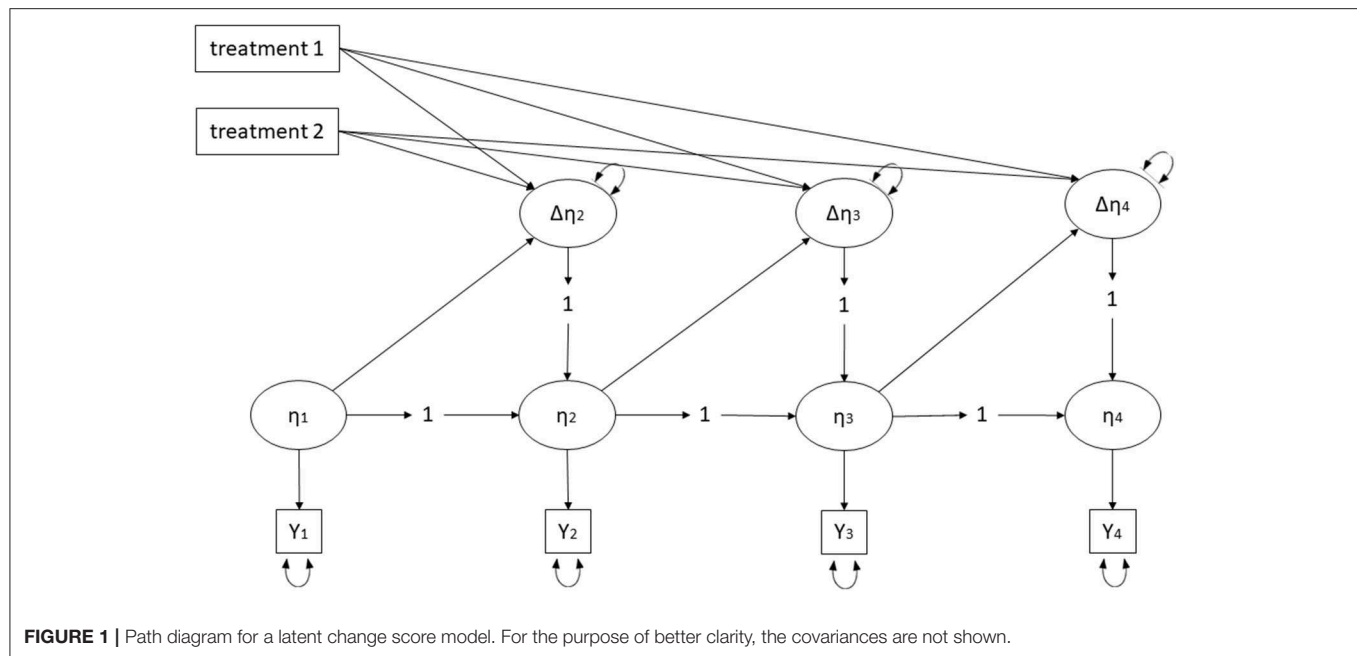 treatment 1
treatment 2
Δη2
Δη3
Δη4
1
1
1
η1
1
η2
1
η3
1
η4
Y1
Y2
Y3
Y4
FIGURE 1 | Path diagram for a latent change score model. For the purpose of better clarity, the covariances are not shown.